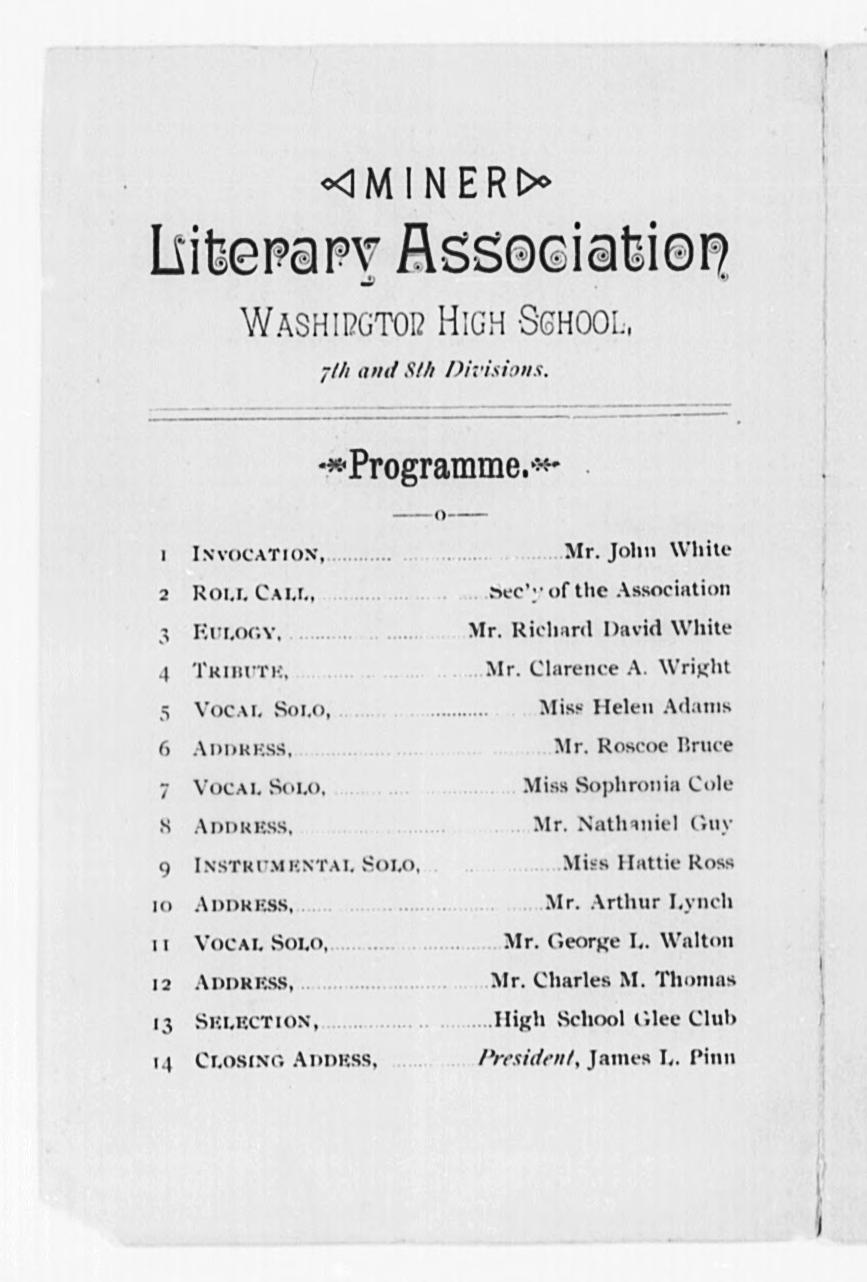 MINER
Literary Association
WASHINGTON HIGH SCHOOL,
7th and 8th Divisions.
Programme.
1 INVOCATION, Mr. John White
2 ROLL CALL, Sec'y of the Association
3 EULOGY, Mr. Richard David White
4 TRIBUTE, Mr. Clarence A. Wright
5 VOCAL SOLO, Miss Helen Adams
6 ADDRESS, Mr. Roscoe Bruce
7 VOCAL SOLO, Miss Sophronia Cole
8 ADDRESS, Mr. Nathaniel Guy
9 INSTRUMENTAL SOLO, Miss Hattie Ross
10 ADDRESS, Mr. Arthur Lynch
11 VOCAL SOLO, Mr. George L. Walton
12 ADDRESS, Mr. Charles M. Thomas
13 SELECTION, High School Glee Club
14 CLOSING ADDESS, President, James L. Pinn